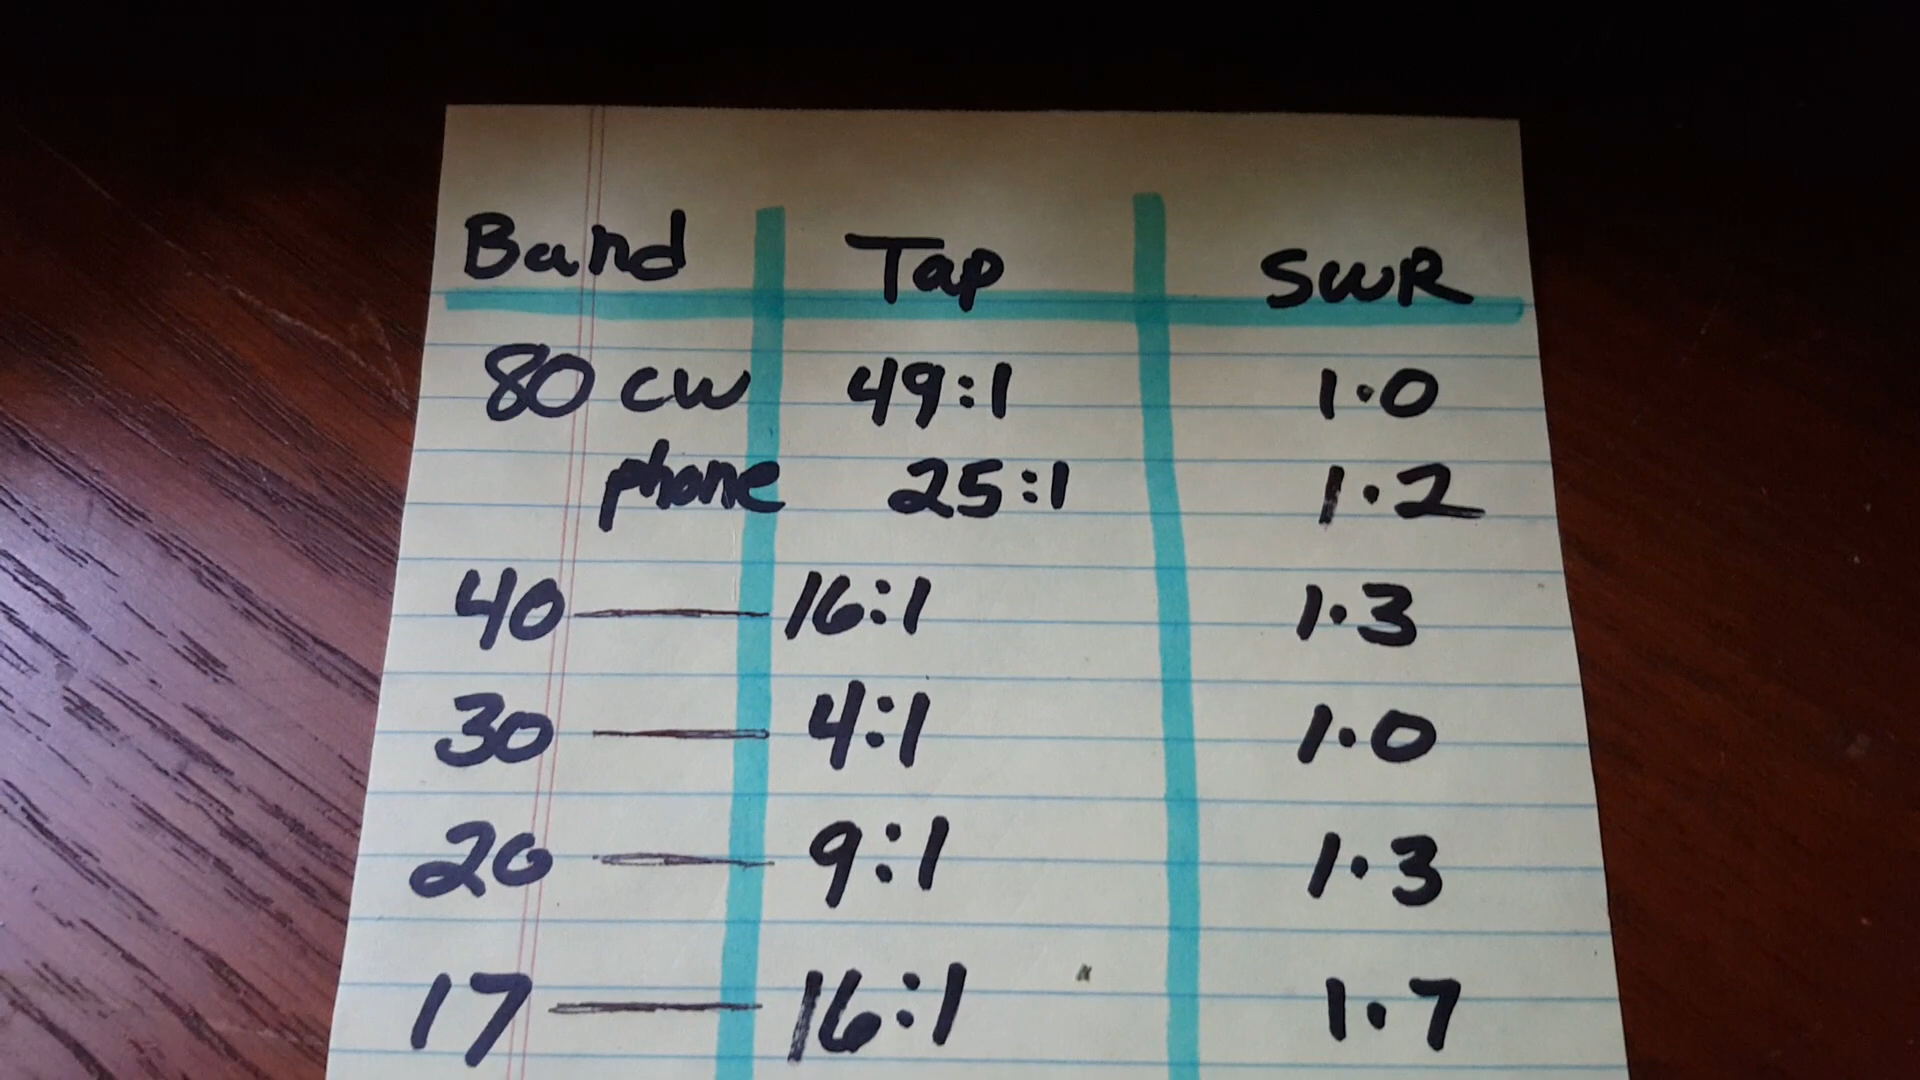 Band Tap SWR
80 cw 49:1 1.0
phone 25:1 1.2
40 — 16:1 1.3
30 — 4:1 1.0
20 — 9:1 1.3
17 — 16:1 1.7